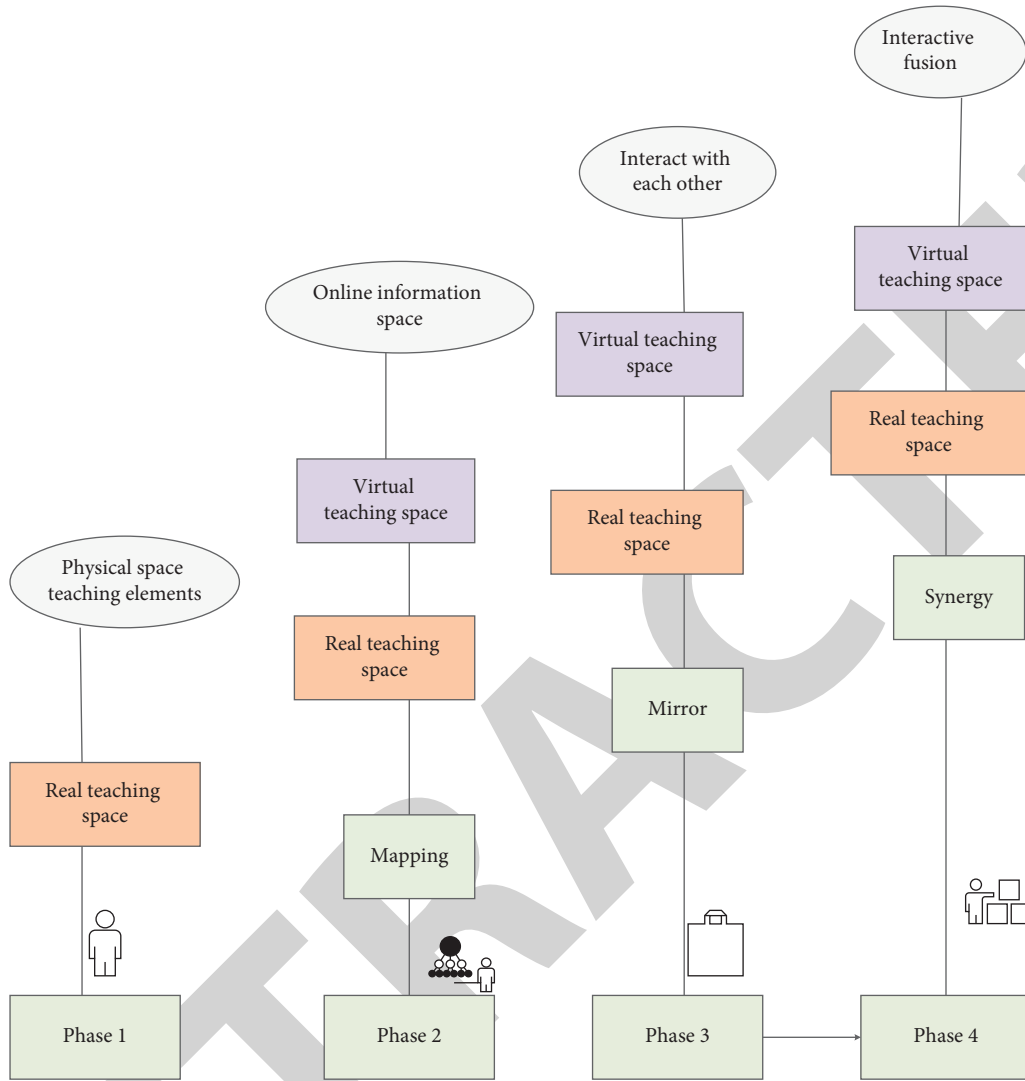 Interactive
fusion
Interact with
each other
Virtual
teaching space
Online information
space
Virtual teaching
space
Real teaching
space
Virtual
teaching space
Real teaching
space
Physical space
teaching elements
Synergy
Real teaching
space
Mirror
Real teaching
space
Mapping
Phase 1
Phase 2
Phase 3
Phase 4
TRACTE